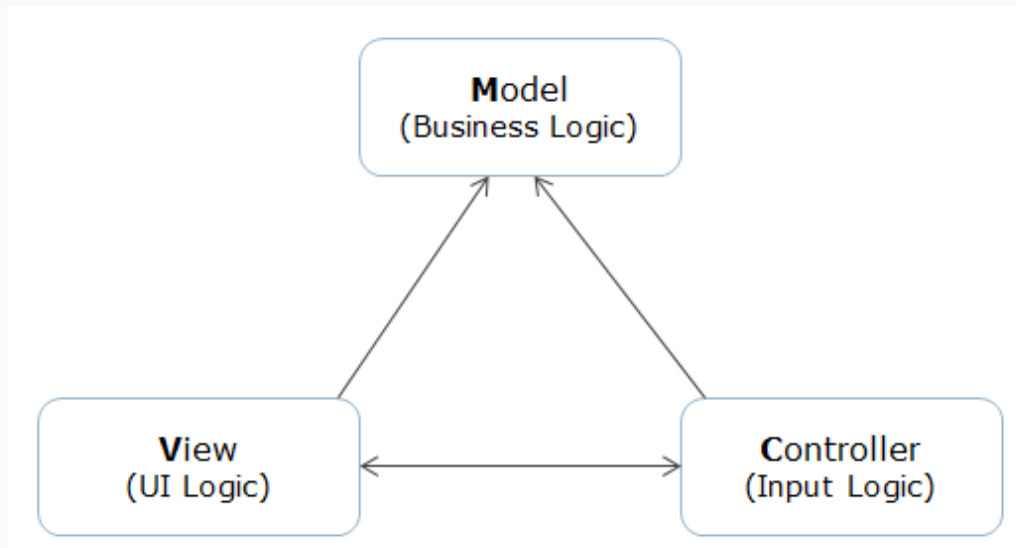 Model
(Business Logic)
View
(UI Logic)
Controller
(Input Logic)